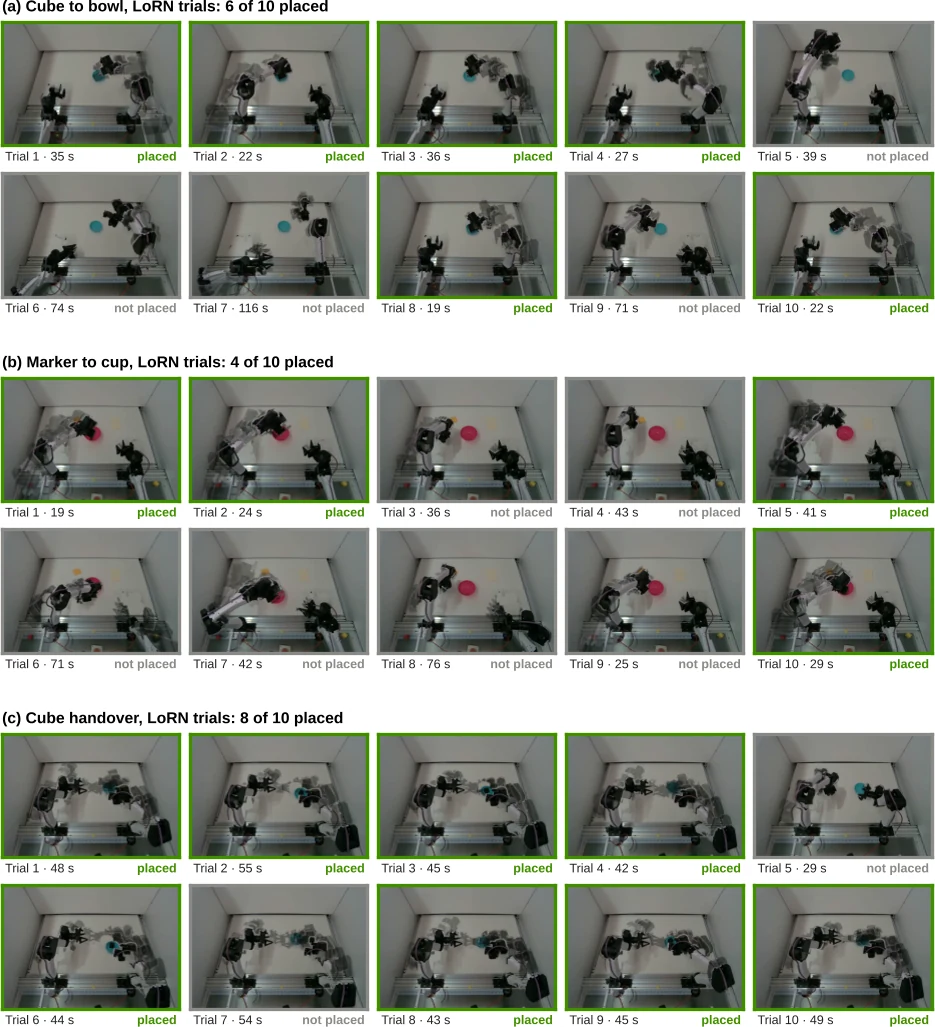 (a) Cube to bowl, LoRN trials: 6 of 10 placed
Trial 1 · 35 s placed
Trial 2 · 22 s placed
Trial 3 · 36 s placed
Trial 4 · 27 s placed
Trial 5 · 39 s not placed
Trial 6 · 74 s not placed
Trial 7 · 116 s not placed
Trial 8 · 19 s placed
Trial 9 · 71 s not placed
Trial 10 · 22 s placed
(b) Marker to cup, LoRN trials: 4 of 10 placed
Trial 1 · 19 s placed
Trial 2 · 24 s placed
Trial 3 · 36 s not placed
Trial 4 · 43 s not placed
Trial 5 · 41 s placed
Trial 6 · 71 s not placed
Trial 7 · 42 s not placed
Trial 8 · 76 s not placed
Trial 9 · 25 s not placed
Trial 10 · 29 s placed
(c) Cube handover, LoRN trials: 8 of 10 placed
Trial 1 · 48 s placed
Trial 2 · 55 s placed
Trial 3 · 45 s placed
Trial 4 · 42 s placed
Trial 5 · 29 s not placed
Trial 6 · 44 s placed
Trial 7 · 54 s not placed
Trial 8 · 43 s placed
Trial 9 · 45 s placed
Trial 10 · 49 s placed